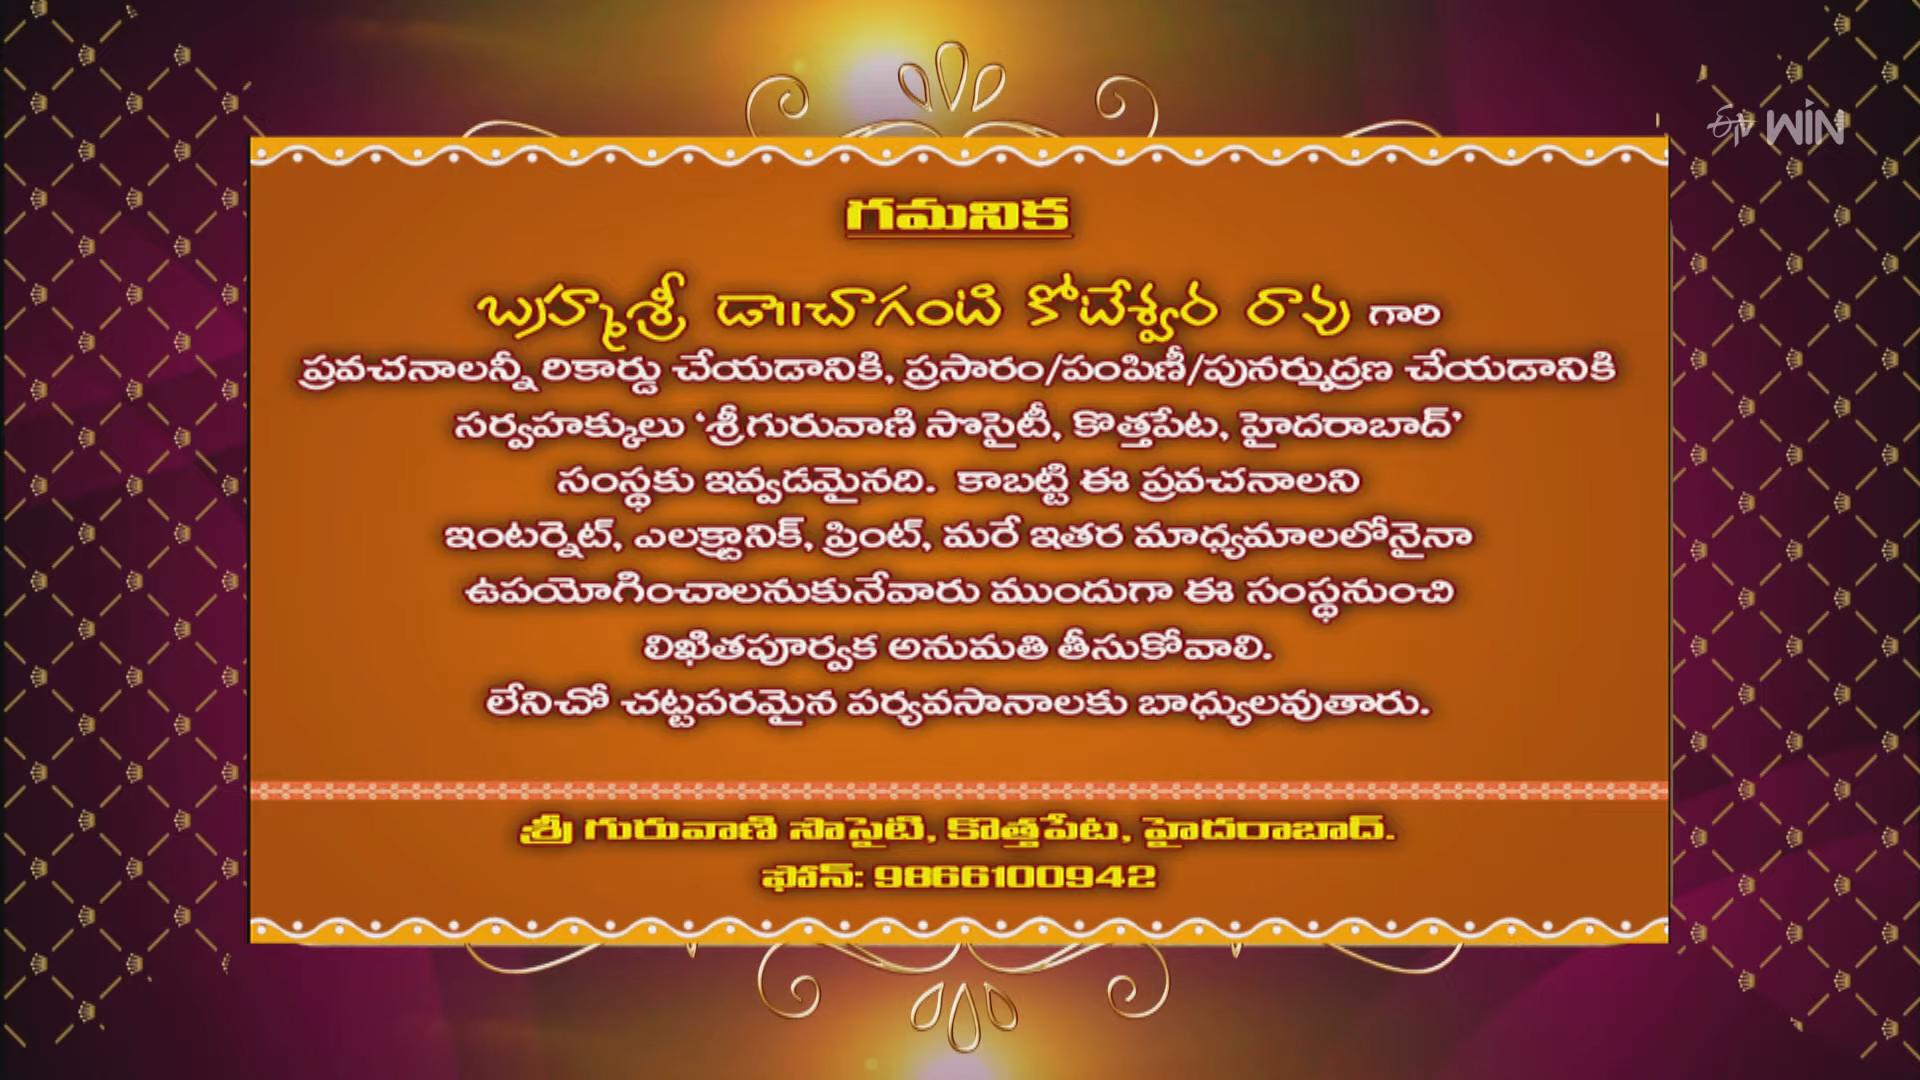 ఈటీవీ WIN
గమనిక
బ్రహ్మశ్రీ డా||చాగంటి కోటేశ్వర రావు గారి
ప్రవచనాలన్నీ రికార్డు చేయడానికి, ప్రసారం/పంపిణీ/పునర్ముద్రణ చేయడానికి
సర్వహక్కులు ‘శ్రీగురువాణి సొసైటీ, కొత్తపేట, హైదరాబాద్’
సంస్థకు ఇవ్వడమైనది. కాబట్టి ఈ ప్రవచనాలని
ఇంటర్నెట్, ఎలక్ట్రానిక్, ప్రింట్, మరే ఇతర మాధ్యమాలలోనైనా
ఉపయోగించాలనుకునేవారు ముందుగా ఈ సంస్థనుంచి
లిఖితపూర్వక అనుమతి తీసుకోవాలి.
లేనిచో చట్టపరమైన పర్యవసానాలకు బాధ్యులవుతారు.
శ్రీ గురువాణి సొసైటి, కొత్తపేట, హైదరాబాద్.
ఫోన్: 9866100942